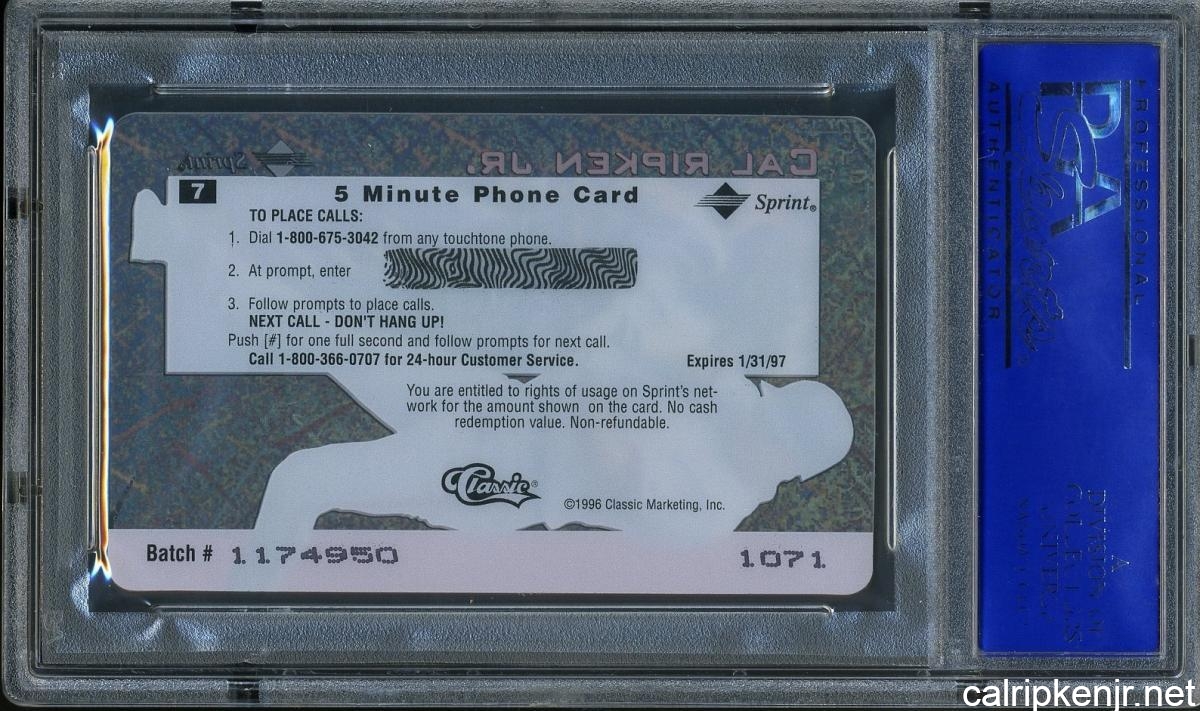 CAL RIPKEN JR.
Sprint
7
5 Minute Phone Card
Sprint®
TO PLACE CALLS:
1. Dial 1-800-675-3042 from any touchtone phone.
2. At prompt, enter
3. Follow prompts to place calls.
NEXT CALL - DON'T HANG UP!
Push [#] for one full second and follow prompts for next call.
Call 1-800-366-0707 for 24-hour Customer Service.
Expires 1/31/97
You are entitled to rights of usage on Sprint's net-
work for the amount shown on the card. No cash
redemption value. Non-refundable.
Classic®
©1996 Classic Marketing, Inc.
Batch # 1174950
1071
PROFESSIONAL
PSA
AUTHENTICATOR
A
DIVISION OF
COLLECTORS
UNIVERSE
calripkenjr.net